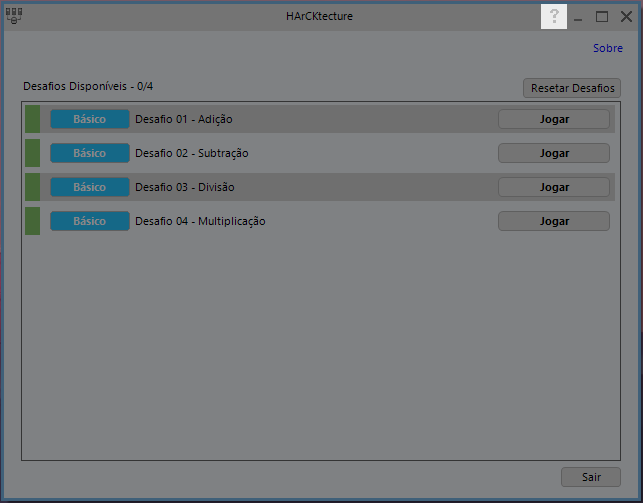 HArCKtecture ?
Sobre
Desafios Disponíveis - 0/4 Resetar Desafios
Básico Desafio 01 - Adição Jogar
Básico Desafio 02 - Subtração Jogar
Básico Desafio 03 - Divisão Jogar
Básico Desafio 04 - Multiplicação Jogar
Sair